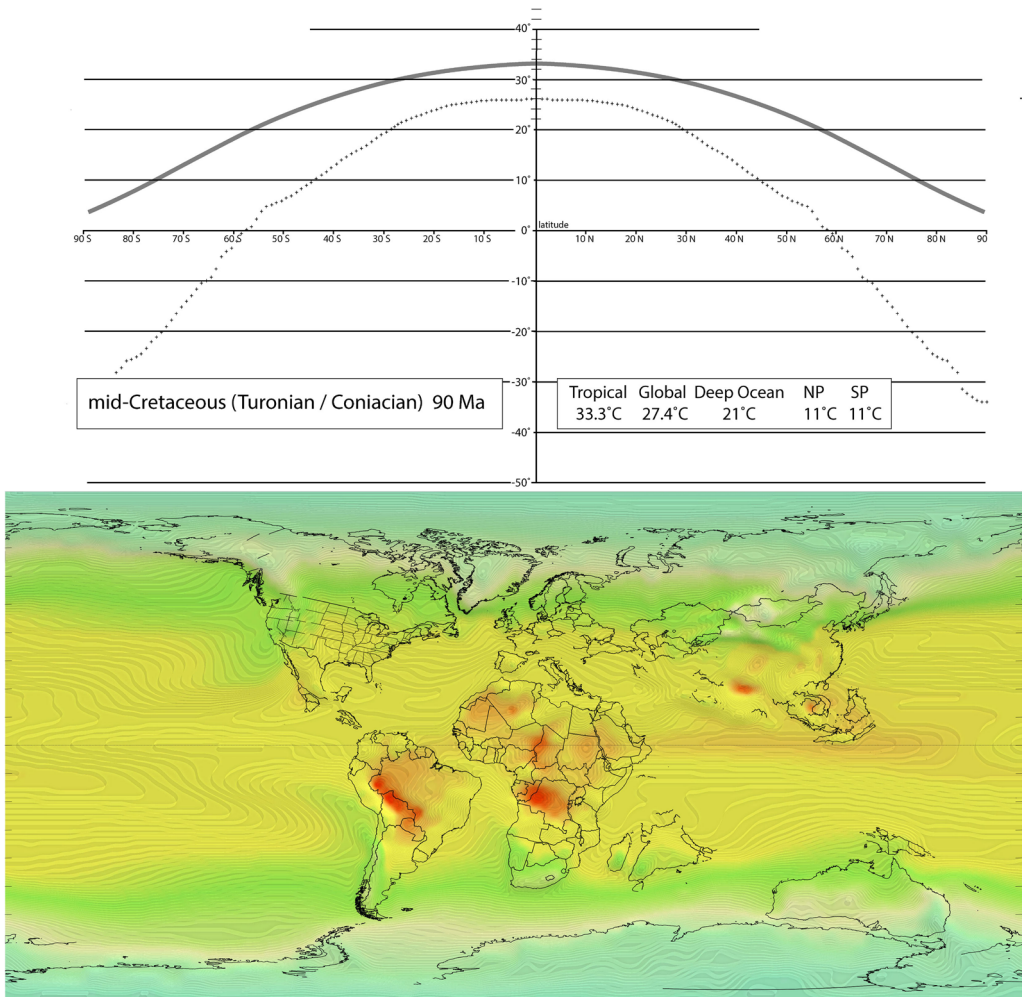 40˚
30˚
20˚
10˚
latitude
0˚
90 S 80 S 70 S 60 S 50 S 40 S 30 S 20 S 10 S 10 N 20 N 30 N 40 N 50 N 60 N 70 N 80 N 90
-10˚
-20˚
-30˚
-40˚
-50˚
mid-Cretaceous (Turonian / Coniacian) 90 Ma
Tropical Global Deep Ocean NP SP
33.3˚C 27.4˚C 21˚C 11˚C 11˚C